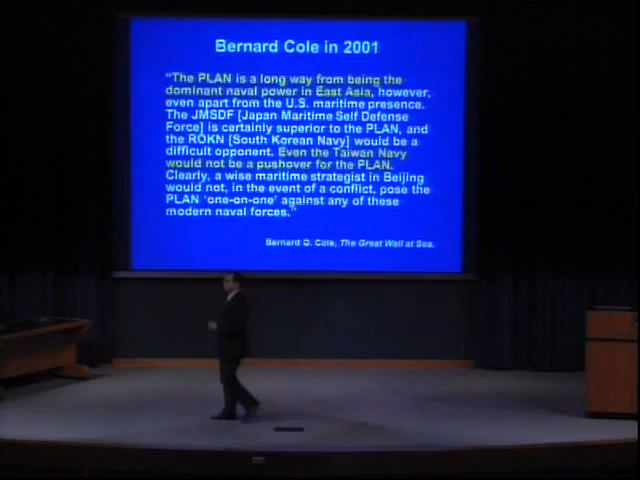 Bernard Cole in 2001
“The PLAN is a long way from being the
dominant naval power in East Asia, however,
even apart from the U.S. maritime presence.
The JMSDF [Japan Maritime Self Defense
Force] is certainly superior to the PLAN, and
the ROKN [South Korean Navy] would be a
difficult opponent. Even the Taiwan Navy
would not be a pushover for the PLAN.
Clearly, a wise maritime strategist in Beijing
would not, in the event of a conflict, pose the
PLAN ‘one-on-one’ against any of these
modern naval forces.”
Bernard D. Cole, The Great Wall at Sea.